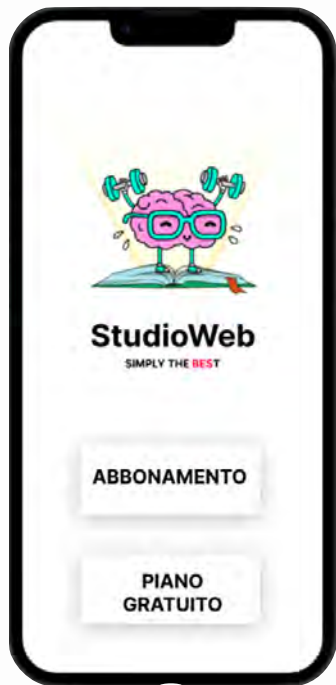 StudioWeb
SIMPLY THE BEST
ABBONAMENTO
PIANO
GRATUITO